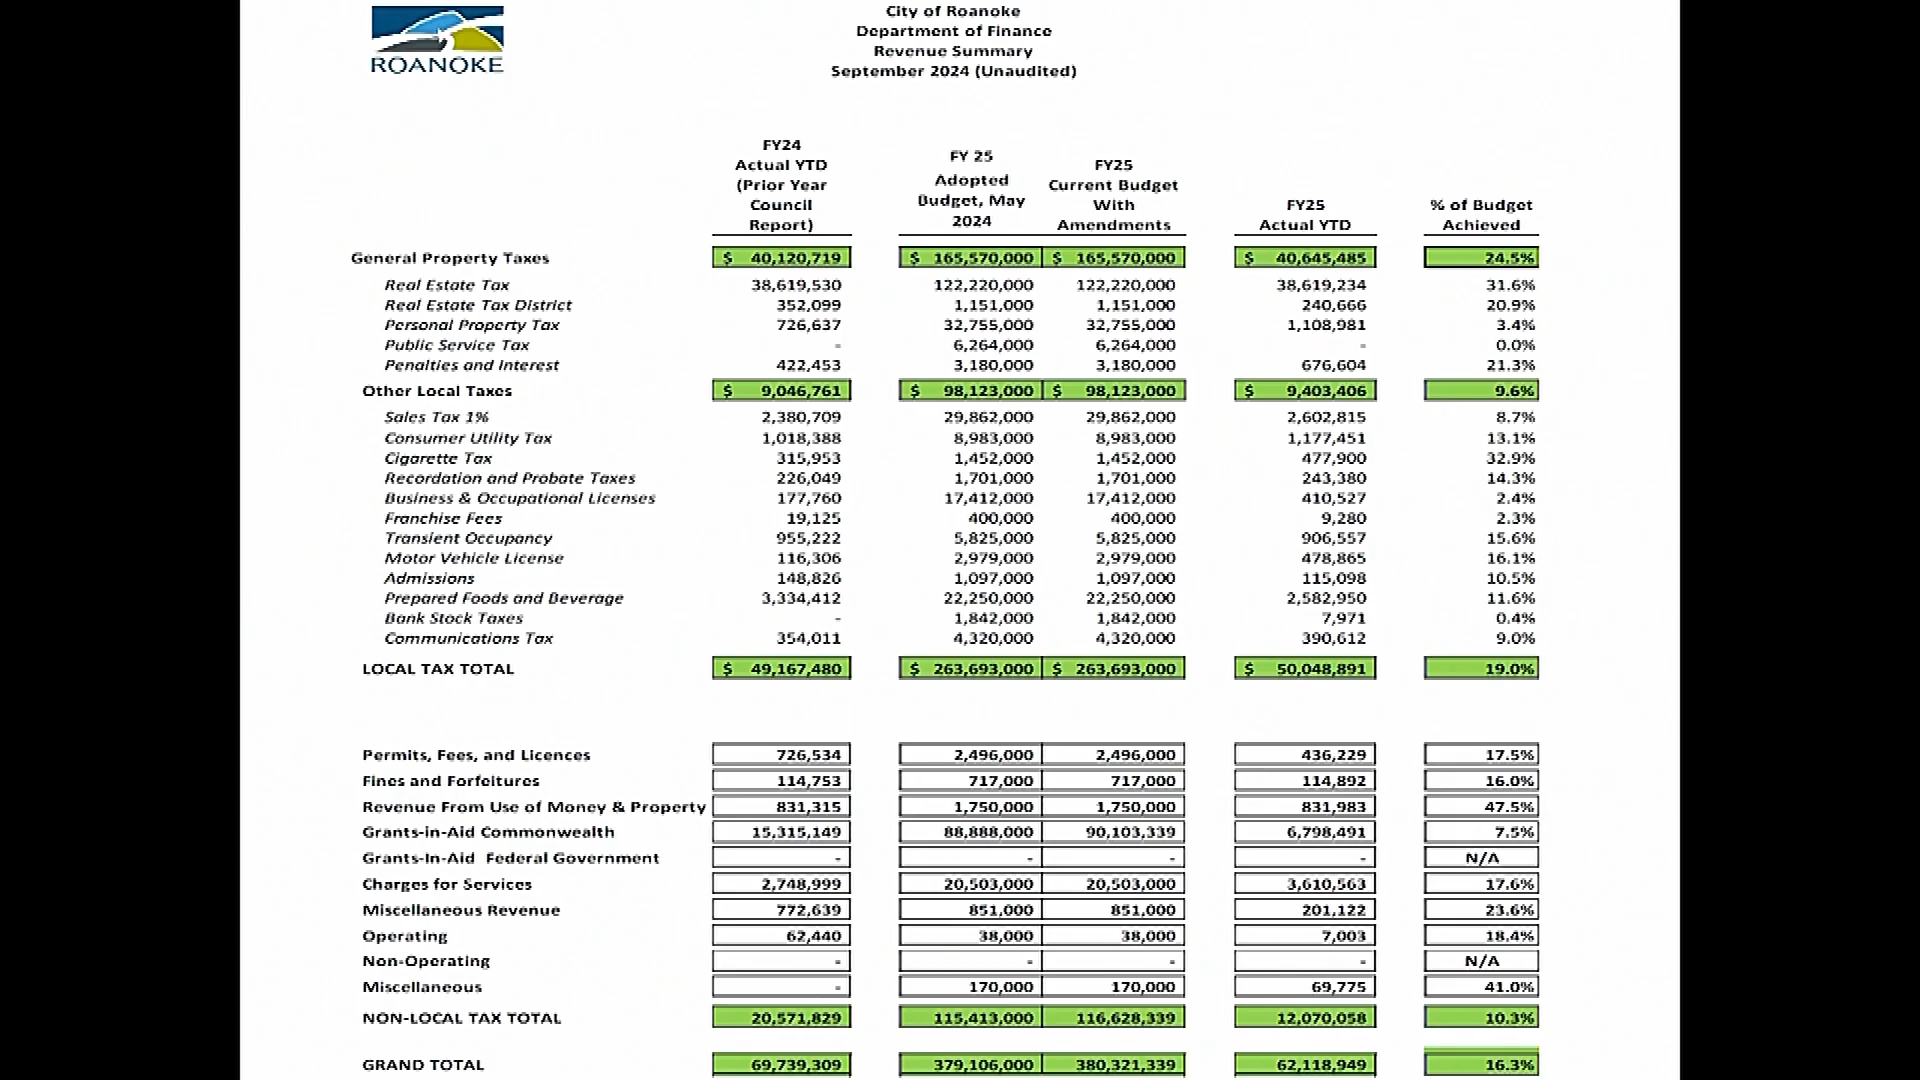 ROANOKE
City of Roanoke
Department of Finance
Revenue Summary
September 2024 (Unaudited)
FY24 Actual YTD (Prior Year Council Report)
FY 25 Adopted Budget, May 2024
FY25 Current Budget With Amendments
FY25 Actual YTD
% of Budget Achieved
General Property Taxes $ 40,120,719 $ 165,570,000 $ 165,570,000 $ 40,645,485 24.5%
Real Estate Tax 38,619,530 122,220,000 122,220,000 38,619,234 31.6%
Real Estate Tax District 352,099 1,151,000 1,151,000 240,666 20.9%
Personal Property Tax 726,637 32,755,000 32,755,000 1,108,981 3.4%
Public Service Tax - 6,264,000 6,264,000 - 0.0%
Penalties and Interest 422,453 3,180,000 3,180,000 676,604 21.3%
Other Local Taxes $ 9,046,761 $ 98,123,000 $ 98,123,000 $ 9,403,406 9.6%
Sales Tax 1% 2,380,709 29,862,000 29,862,000 2,602,815 8.7%
Consumer Utility Tax 1,018,388 8,983,000 8,983,000 1,177,451 13.1%
Cigarette Tax 315,953 1,452,000 1,452,000 477,900 32.9%
Recordation and Probate Taxes 226,049 1,701,000 1,701,000 243,380 14.3%
Business & Occupational Licenses 177,760 17,412,000 17,412,000 410,527 2.4%
Franchise Fees 19,125 400,000 400,000 9,280 2.3%
Transient Occupancy 955,222 5,825,000 5,825,000 906,557 15.6%
Motor Vehicle License 116,306 2,979,000 2,979,000 478,865 16.1%
Admissions 148,826 1,097,000 1,097,000 115,098 10.5%
Prepared Foods and Beverage 3,334,412 22,250,000 22,250,000 2,582,950 11.6%
Bank Stock Taxes - 1,842,000 1,842,000 7,971 0.4%
Communications Tax 354,011 4,320,000 4,320,000 390,612 9.0%
LOCAL TAX TOTAL $ 49,167,480 $ 263,693,000 $ 263,693,000 $ 50,048,891 19.0%
Permits, Fees, and Licences 726,534 2,496,000 2,496,000 436,229 17.5%
Fines and Forfeitures 114,753 717,000 717,000 114,892 16.0%
Revenue From Use of Money & Property 831,315 1,750,000 1,750,000 831,983 47.5%
Grants-in-Aid Commonwealth 15,315,149 88,888,000 90,103,339 6,798,491 7.5%
Grants-In-Aid Federal Government - - - - N/A
Charges for Services 2,748,999 20,503,000 20,503,000 3,610,563 17.6%
Miscellaneous Revenue 772,639 851,000 851,000 201,122 23.6%
Operating 62,440 38,000 38,000 7,003 18.4%
Non-Operating - - - - N/A
Miscellaneous - 170,000 170,000 69,775 41.0%
NON-LOCAL TAX TOTAL 20,571,829 115,413,000 116,628,339 12,070,058 10.3%
GRAND TOTAL 69,739,309 379,106,000 380,321,339 62,118,949 16.3%